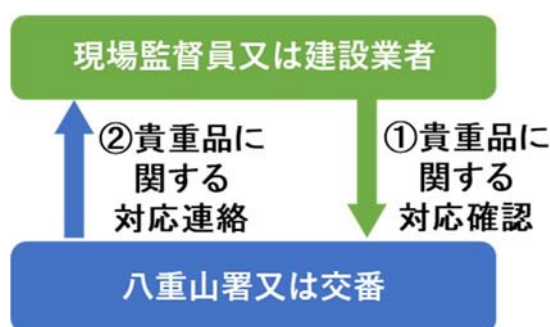 現場監督員又は建設業者
②貴重品に
関する
対応連絡
①貴重品に
関する
対応確認
八重山署又は交番